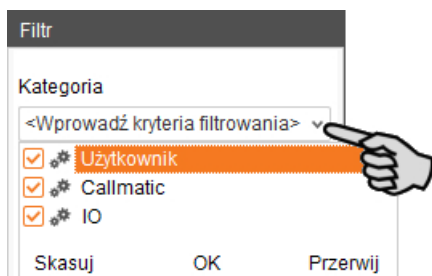 Filtr
Kategoria
<Wprowadź kryteria filtrowania>
Użytkownik
Callmatic
IO
Skasuj OK Przerwij